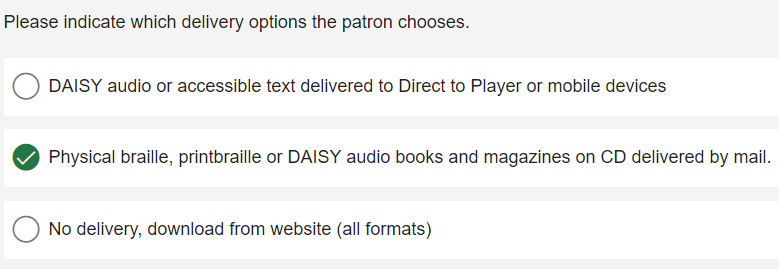 Please indicate which delivery options the patron chooses.
DAISY audio or accessible text delivered to Direct to Player or mobile devices
Physical braille, printbraille or DAISY audio books and magazines on CD delivered by mail.
No delivery, download from website (all formats)